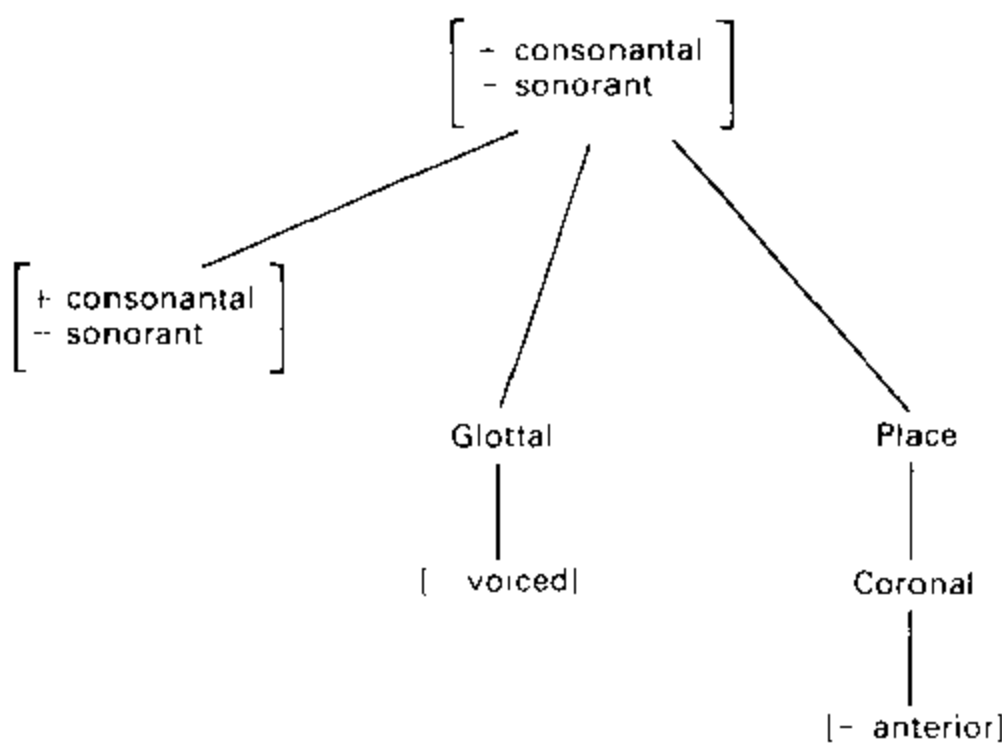 + consonantal
− sonorant
+ consonantal
− sonorant
Glottal
Place
[ voiced]
Coronal
[− anterior]